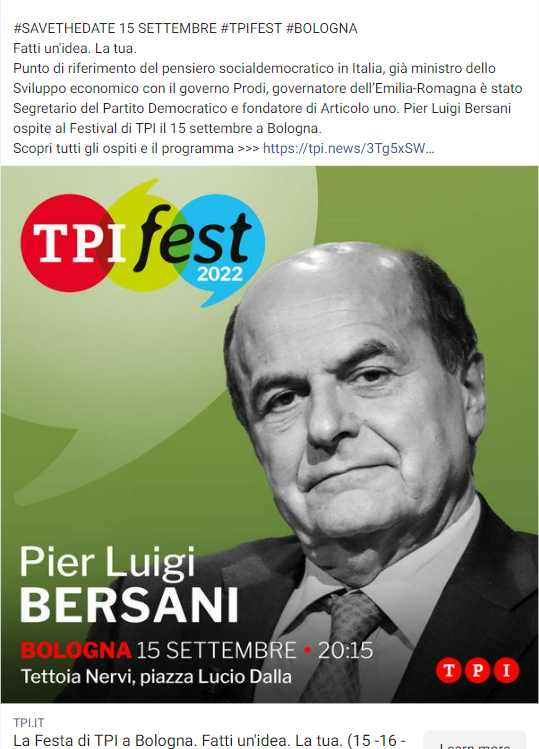 #SAVETHEDATE 15 SETTEMBRE #TPIFEST #BOLOGNA
Fatti un'idea. La tua.
Punto di riferimento del pensiero socialdemocratico in Italia, già ministro dello
Sviluppo economico con il governo Prodi, governatore dell'Emilia-Romagna è stato
Segretario del Partito Democratico e fondatore di Articolo uno. Pier Luigi Bersani
ospite al Festival di TPI il 15 settembre a Bologna.
Scopri tutti gli ospiti e il programma >>> https://tpi.news/3Tg5xSW…
TPI fest
2022
Pier Luigi
BERSANI
BOLOGNA 15 SETTEMBRE • 20:15
Tettoia Nervi, piazza Lucio Dalla
T P I
TPI.IT
La Festa di TPI a Bologna. Fatti un'idea. La tua. (15 -16 -
Learn more